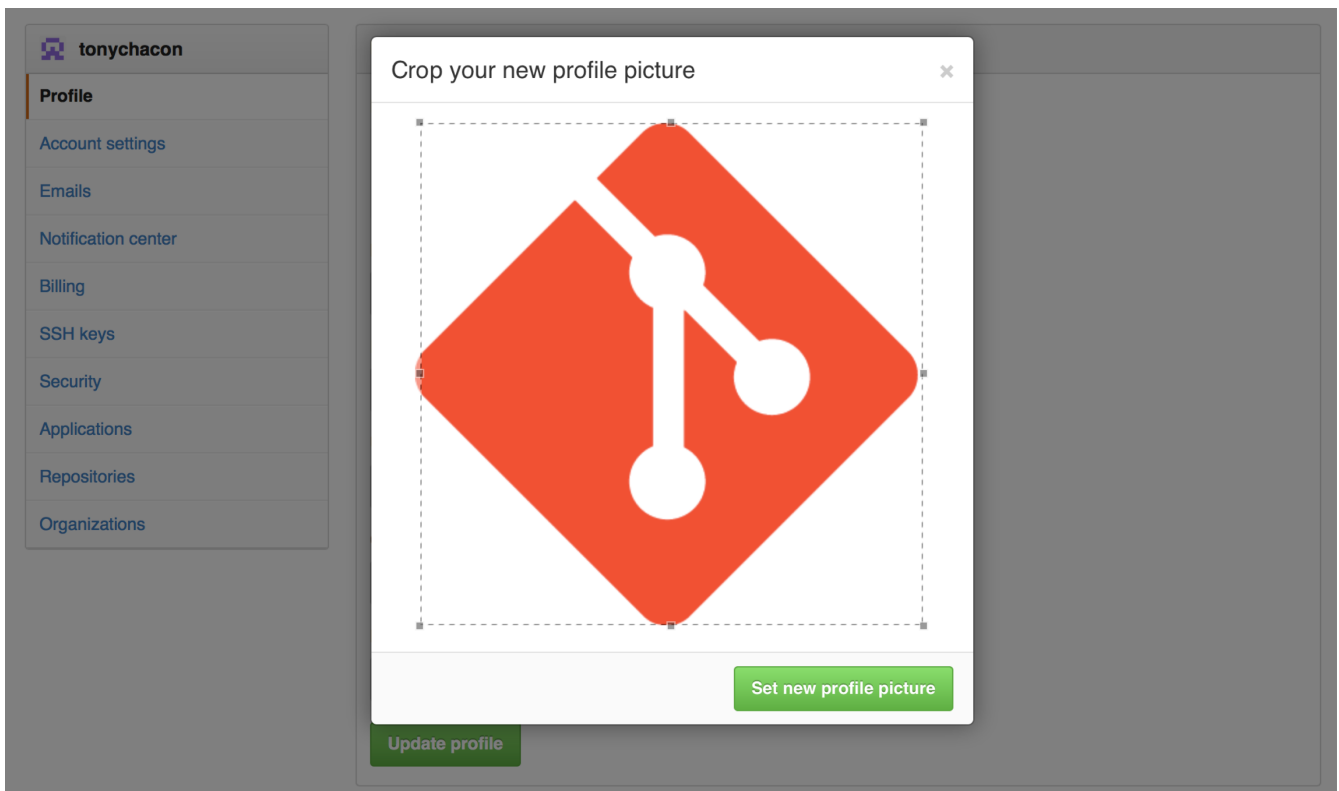 tonychacon
Profile
Account settings
Emails
Notification center
Billing
SSH keys
Security
Applications
Repositories
Organizations
Crop your new profile picture
×
Set new profile picture
Update profile